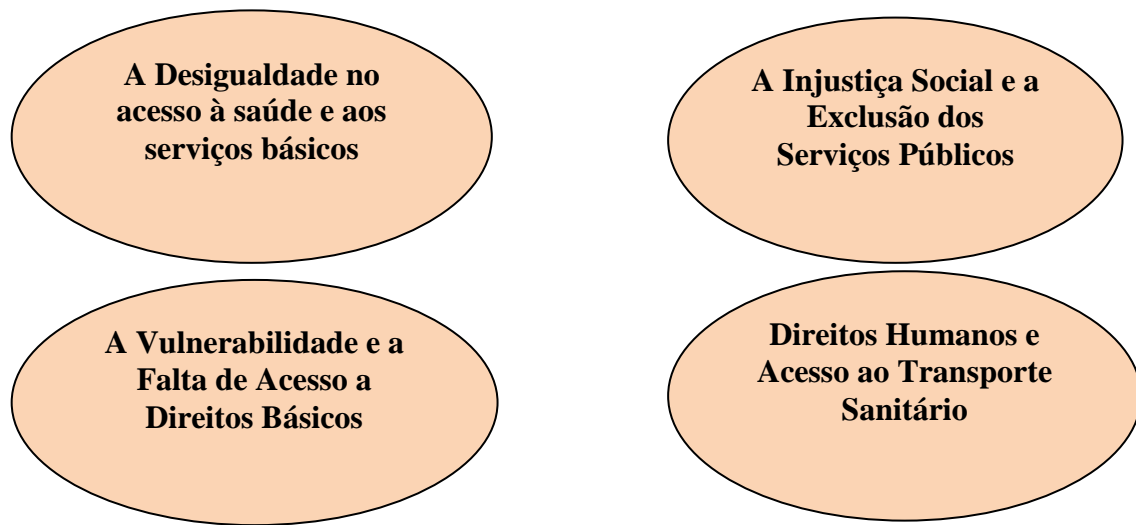 A Desigualdade no
acesso à saúde e aos
serviços básicos
A Injustiça Social e a
Exclusão dos
Serviços Públicos
A Vulnerabilidade e a
Falta de Acesso a
Direitos Básicos
Direitos Humanos e
Acesso ao Transporte
Sanitário